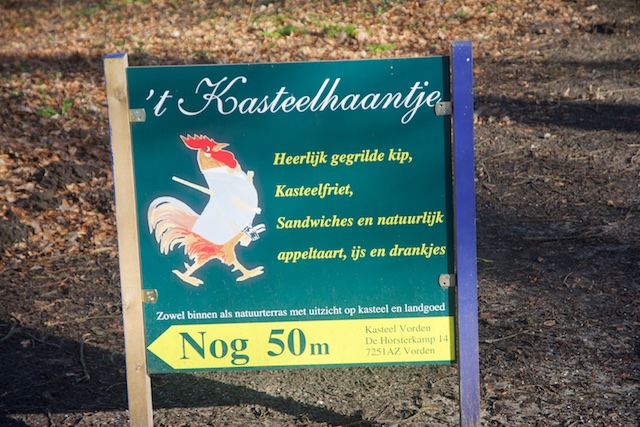 't Kasteelhaantje
Heerlijk gegrilde kip,
Kasteelfriet,
Sandwiches en natuurlijk
appeltaart, ijs en drankjes
Zowel binnen als natuurterras met uitzicht op kasteel en landgoed
Nog 50m
Kasteel Vorden
De Horsterkamp 14
7251AZ Vorden